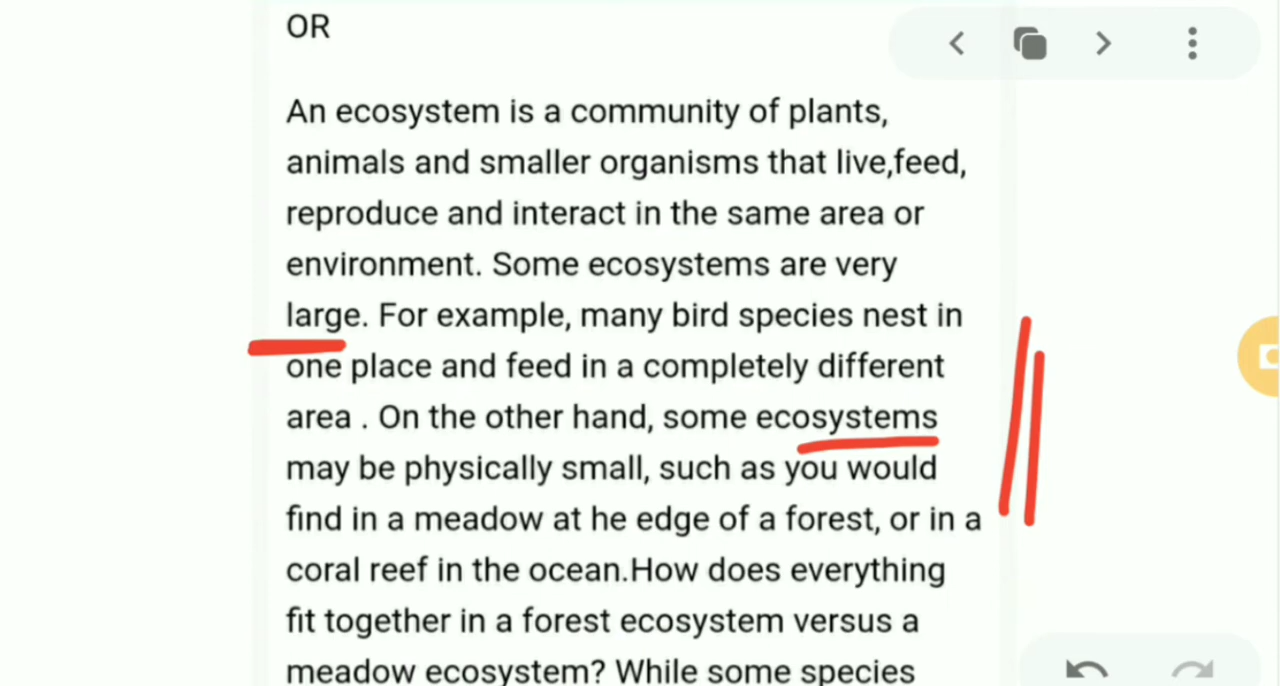 OR
An ecosystem is a community of plants,
animals and smaller organisms that live,feed,
reproduce and interact in the same area or
environment. Some ecosystems are very
large. For example, many bird species nest in
one place and feed in a completely different
area . On the other hand, some ecosystems
may be physically small, such as you would
find in a meadow at he edge of a forest, or in a
coral reef in the ocean.How does everything
fit together in a forest ecosystem versus a
meadow ecosystem? While some species